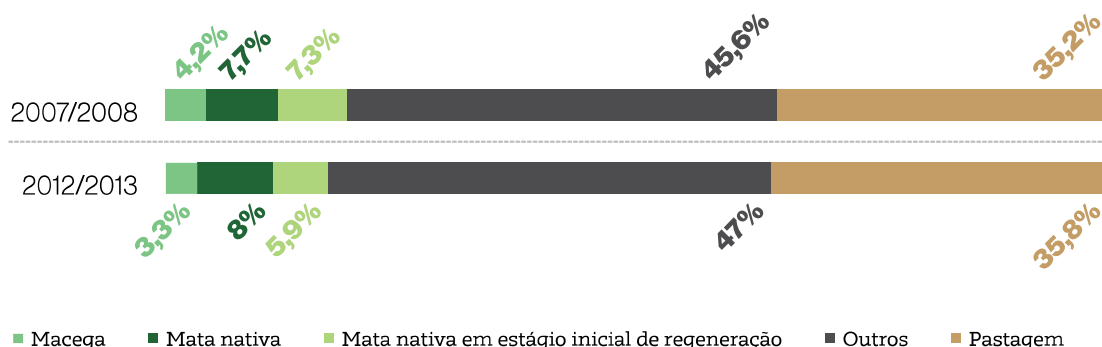 4,2%
7,7%
7,3%
45,6%
35,2%
2007/2008
2012/2013
3,3%
8%
5,9%
47%
35,8%
Macega
Mata nativa
Mata nativa em estágio inicial de regeneração
Outros
Pastagem